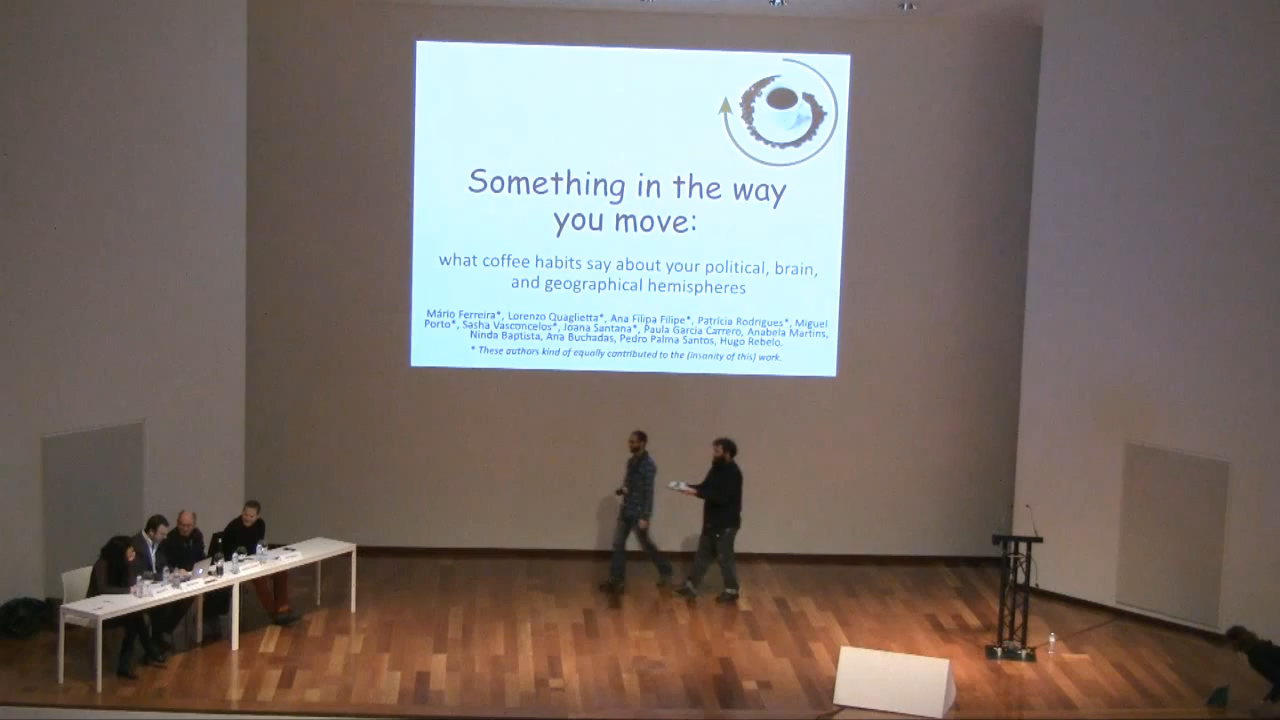 Something in the way
you move:
what coffee habits say about your political, brain,
and geographical hemispheres
Mário Ferreira*, Lorenzo Quaglietta*, Ana Filipa Filipe*, Patrícia Rodrigues*, Miguel
Porto*, Sasha Vasconcelos*, Joana Santana*, Paula Garcia Carrero, Anabela Martins,
Ninda Baptista, Ana Buchadas, Pedro Palma Santos, Hugo Rebelo.
* These authors kind of equally contributed to the (insanity of this) work.